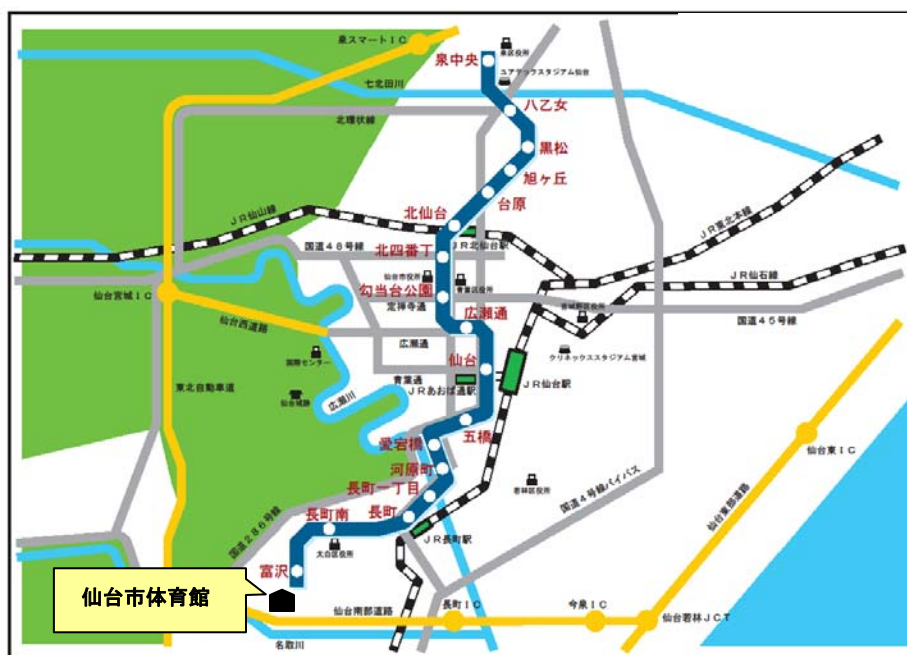 泉スマートIC
泉区役所
泉中央
ユアテックスタジアム仙台
七北田川
八乙女
北環状線
黒松
旭ヶ丘
台原
JR仙山線
北仙台
JR北仙台駅
JR東北本線
国道48号線
北四番丁
仙台市役所
青葉区役所
JR仙石線
仙台宮城IC
勾当台公園
定禅寺通
宮城野区役所
国道45号線
広瀬通
仙台西道路
広瀬通
国際センター
仙台
クリネックススタジアム宮城
東北自動車道
青葉通
JRあおば通駅
JR仙台駅
仙台城跡
広瀬川
五橋
愛宕橋
仙台東IC
河原町
若林区役所
国道4号線バイパス
長町一丁目
仙台東部道路
国道286号線
長町南
長町
JR長町駅
太白区役所
富沢
仙台市体育館
仙台南部道路
長町IC
今泉IC
仙台若林JCT
名取川